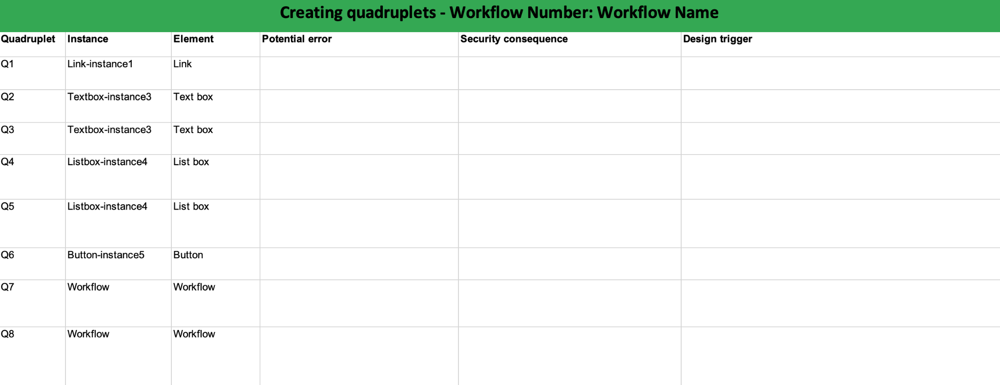 Creating quadruplets - Workflow Number: Workflow Name
Quadruplet Instance Element Potential error Security consequence Design trigger
Q1 Link-instance1 Link
Q2 Textbox-instance3 Text box
Q3 Textbox-instance3 Text box
Q4 Listbox-instance4 List box
Q5 Listbox-instance4 List box
Q6 Button-instance5 Button
Q7 Workflow Workflow
Q8 Workflow Workflow